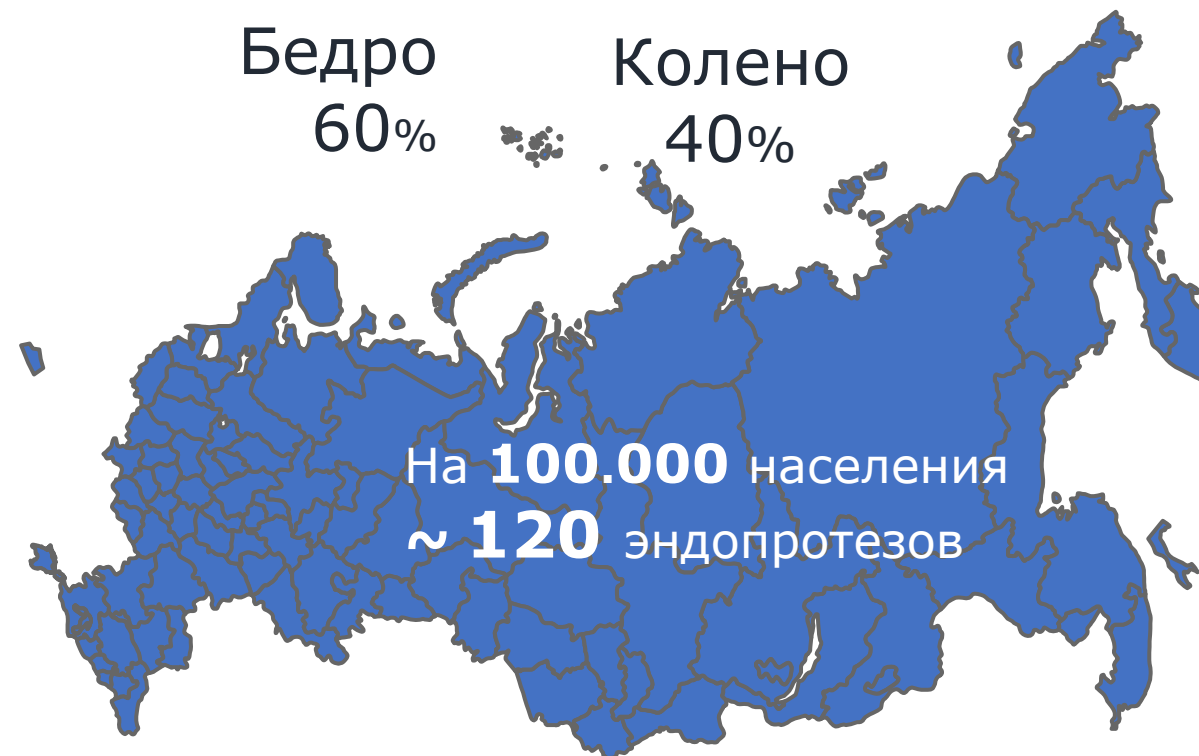 Бедро
60%
Колено
40%
На 100.000 населения
~ 120 эндопротезов